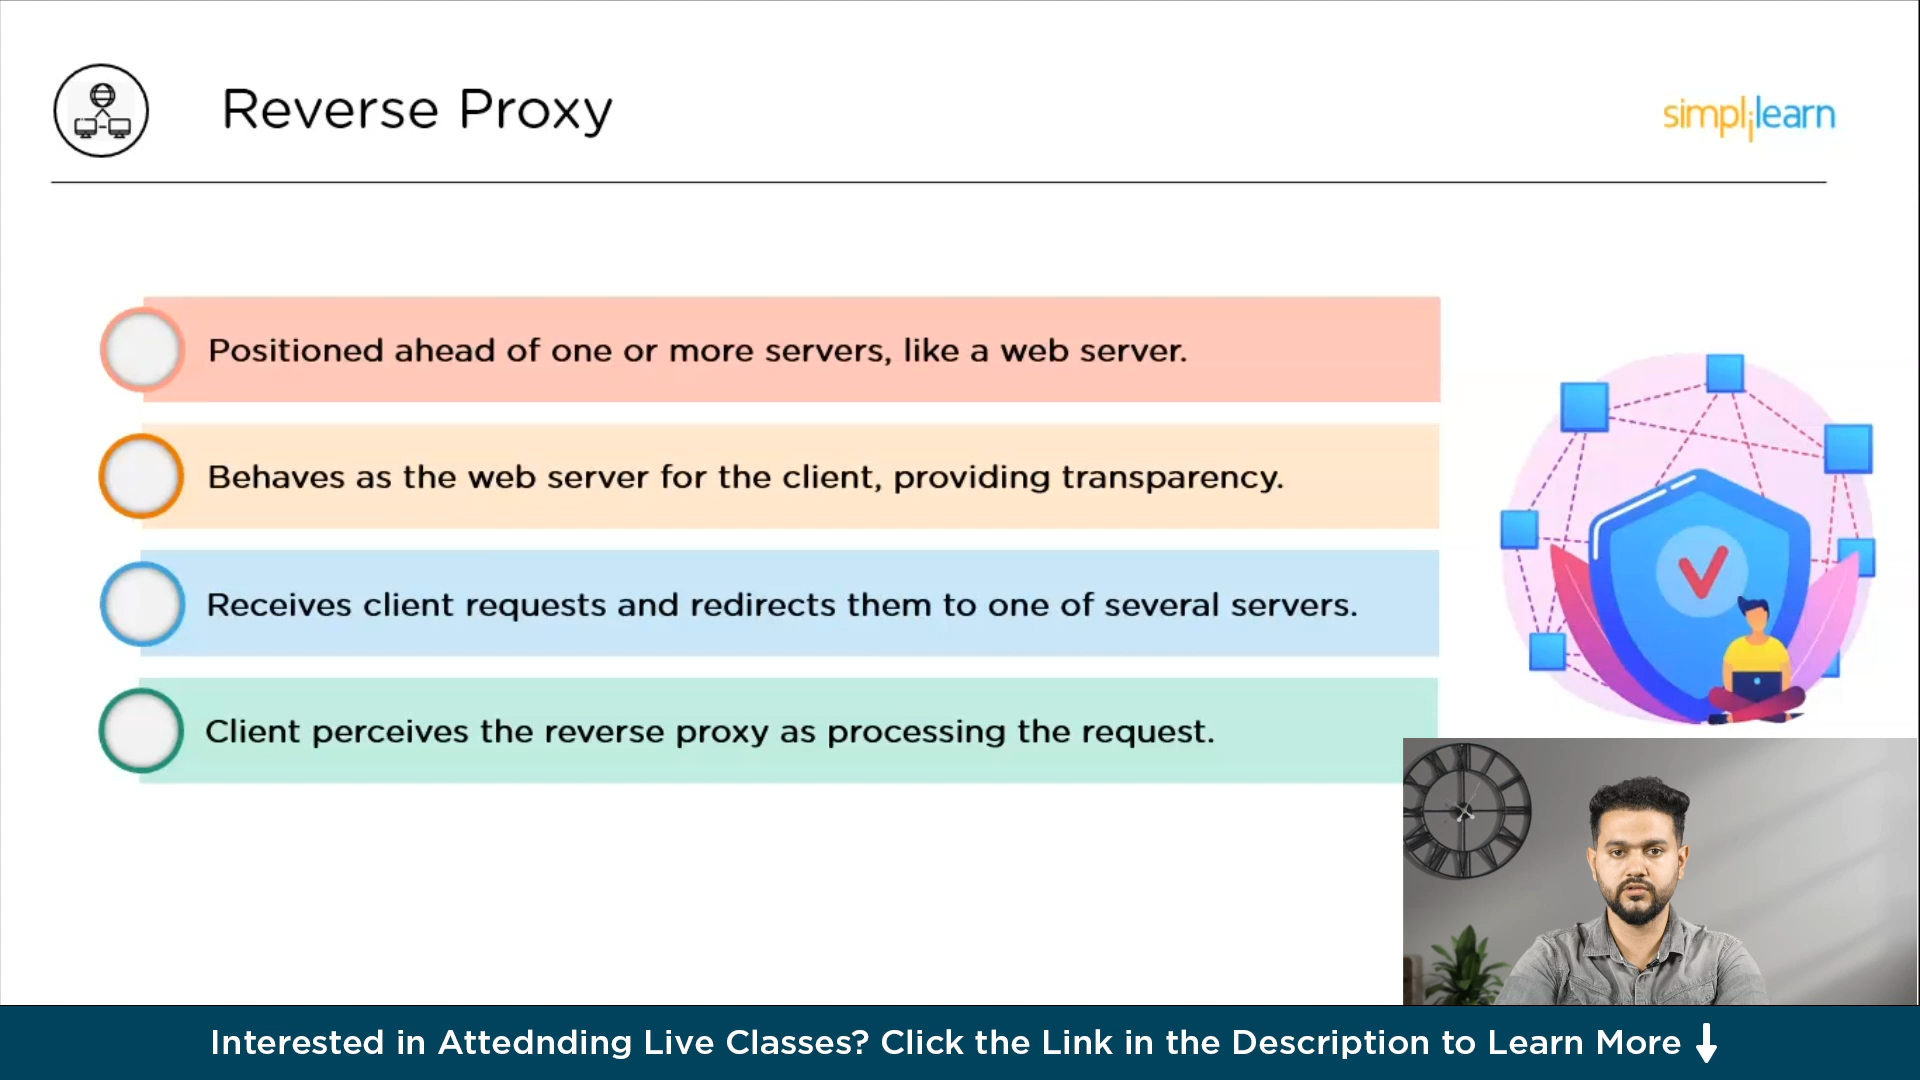 Reverse Proxy
simplilearn
Positioned ahead of one or more servers, like a web server.
Behaves as the web server for the client, providing transparency.
Receives client requests and redirects them to one of several servers.
Client perceives the reverse proxy as processing the request.
Interested in Attednding Live Classes? Click the Link in the Description to Learn More